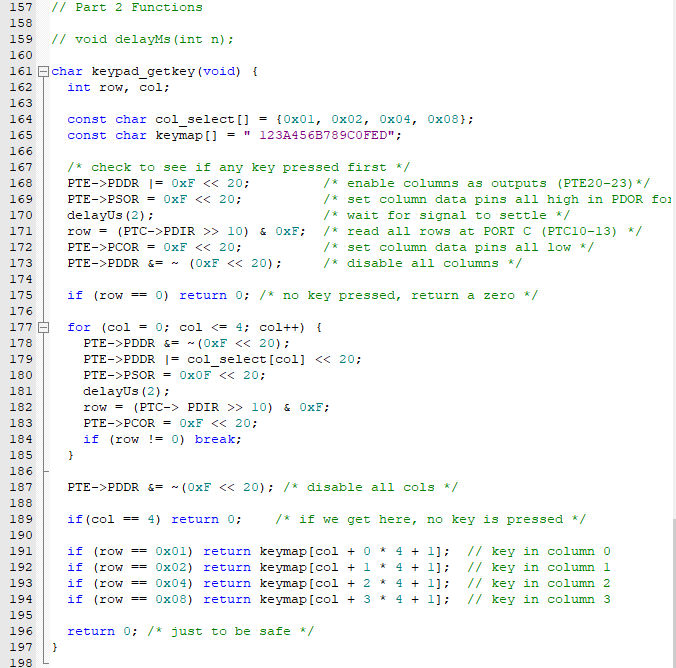 157 // Part 2 Functions
158
159 // void delayMs(int n);
160
161 char keypad_getkey(void) {
162 int row, col;
163
164 const char col_select[] = {0x01, 0x02, 0x04, 0x08};
165 const char keymap[] = " 123A456B789C0FED";
166
167 /* check to see if any key pressed first */
168 PTE->PDDR |= 0xF << 20; /* enable columns as outputs (PTE20-23)*/
169 PTE->PSOR = 0xF << 20; /* set column data pins all high in PDOR for
170 delayUs(2); /* wait for signal to settle */
171 row = (PTC->PDIR >> 10) & 0xF; /* read all rows at PORT C (PTC10-13) */
172 PTE->PCOR = 0xF << 20; /* set column data pins all low */
173 PTE->PDDR &= ~ (0xF << 20); /* disable all columns */
174
175 if (row == 0) return 0; /* no key pressed, return a zero */
176
177 for (col = 0; col <= 4; col++) {
178 PTE->PDDR &= ~(0xF << 20);
179 PTE->PDDR |= col_select[col] << 20;
180 PTE->PSOR = 0x0F << 20;
181 delayUs(2);
182 row = (PTC-> PDIR >> 10) & 0xF;
183 PTE->PCOR = 0xF << 20;
184 if (row != 0) break;
185 }
186
187 PTE->PDDR &= ~(0xF << 20); /* disable all cols */
188
189 if(col == 4) return 0; /* if we get here, no key is pressed */
190
191 if (row == 0x01) return keymap[col + 0 * 4 + 1]; // key in column 0
192 if (row == 0x02) return keymap[col + 1 * 4 + 1]; // key in column 1
193 if (row == 0x04) return keymap[col + 2 * 4 + 1]; // key in column 2
194 if (row == 0x08) return keymap[col + 3 * 4 + 1]; // key in column 3
195
196 return 0; /* just to be safe */
197 }
198